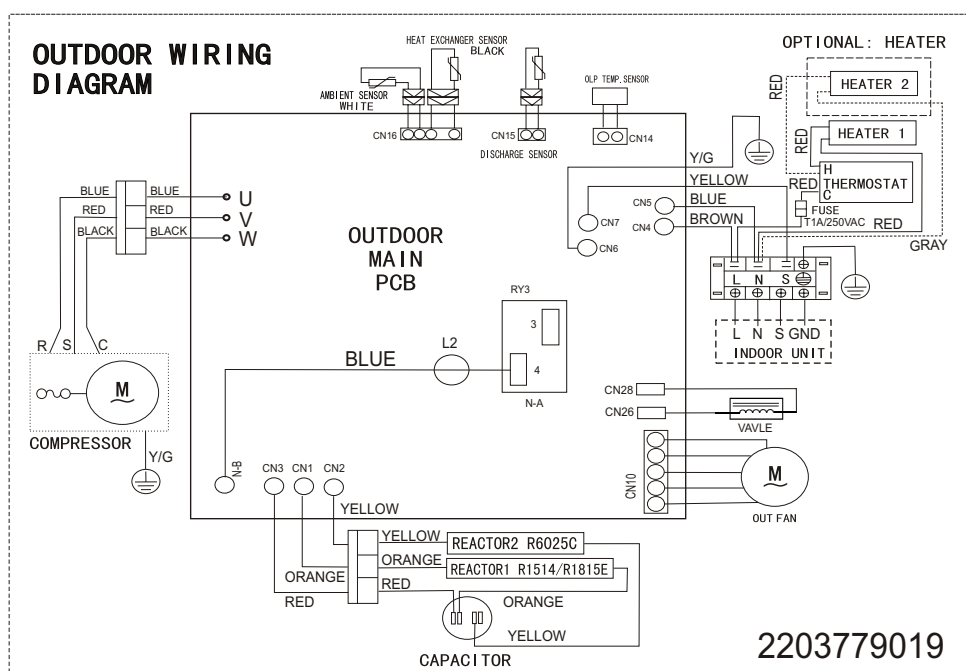 OUTDOOR WIRING
DIAGRAM
HEAT EXCHANGER SENSOR
BLACK
AMBIENT SENSOR
WHITE
OLP TEMP.SENSOR
OPTIONAL: HEATER
RED
HEATER 2
HEATER 1
RED
H
THERMOSTAT
C
RED
FUSE
T1A/250VAC
RED
GRAY
CN16
CN15
CN14
DISCHARGE SENSOR
Y/G
YELLOW
BLUE
BROWN
CN5
CN4
CN7
CN6
BLUE
RED
BLACK
BLUE
RED
BLACK
U
V
W
OUTDOOR
MAIN
PCB
L N S
L N S GND
INDOOR UNIT
RY3
3
4
N-A
L2
BLUE
R S C
M
COMPRESSOR
Y/G
CN28
CN26
VAVLE
CN10
M
OUT FAN
N-B
CN3
CN1
CN2
YELLOW
YELLOW
REACTOR2 R6025C
ORANGE
REACTOR1 R1514/R1815E
ORANGE
RED
RED
ORANGE
YELLOW
CAPACITOR
2203779019